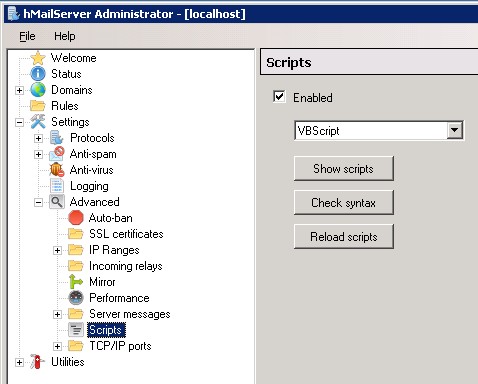 hMailServer Administrator - [localhost]
File Help
Welcome
Status
Domains
Rules
Settings
Protocols
Anti-spam
Anti-virus
Logging
Advanced
Auto-ban
SSL certificates
IP Ranges
Incoming relays
Mirror
Performance
Server messages
Scripts
TCP/IP ports
Utilities
Scripts
Enabled
VBScript
Show scripts
Check syntax
Reload scripts